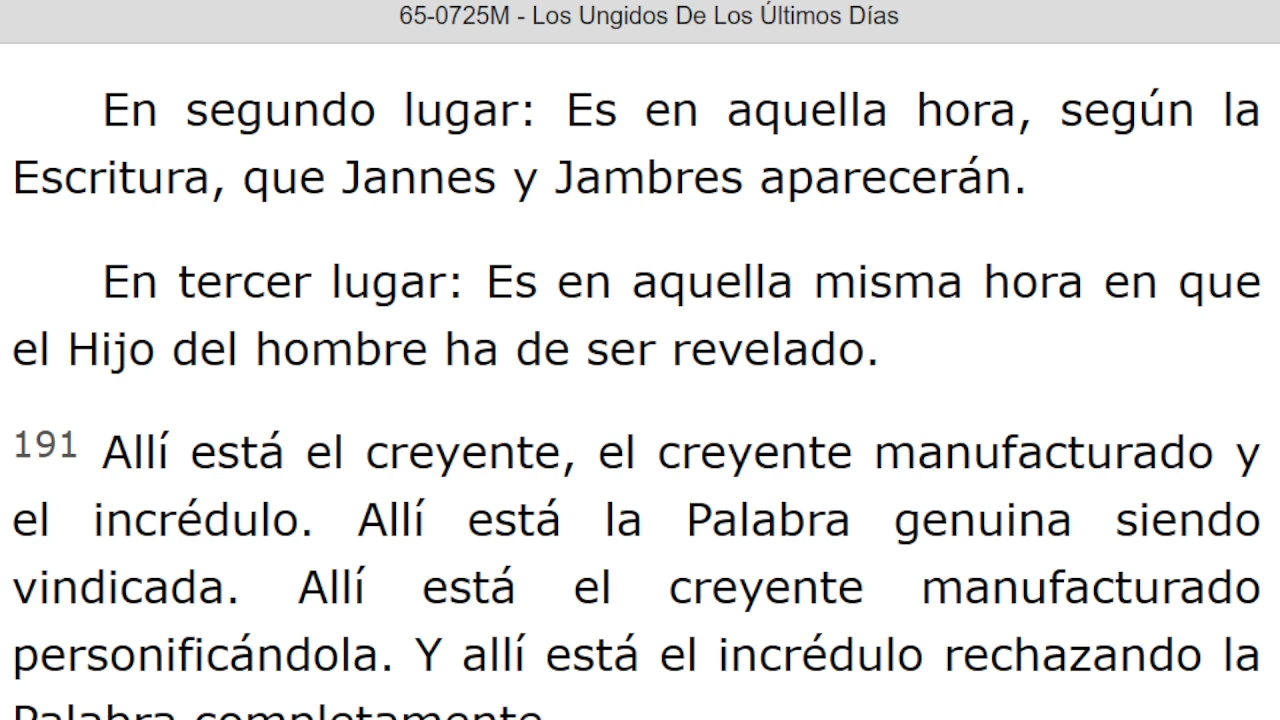 65-0725M - Los Ungidos De Los Últimos Días
En segundo lugar: Es en aquella hora, según la
Escritura, que Jannes y Jambres aparecerán.
En tercer lugar: Es en aquella misma hora en que
el Hijo del hombre ha de ser revelado.
191 Allí está el creyente, el creyente manufacturado y
el incrédulo. Allí está la Palabra genuina siendo
vindicada. Allí está el creyente manufacturado
personificándola. Y allí está el incrédulo rechazando la
Palabra completamente.